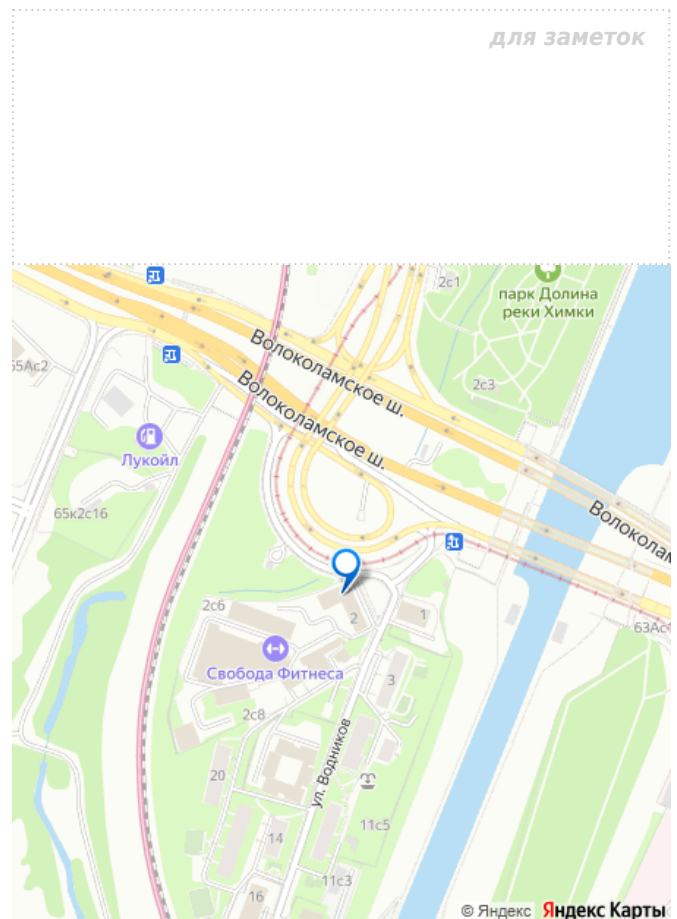 для заметок
2с1
парк Долина
реки Химки
Волоколамское ш.
65Ас2
2с3
Волоколамское ш.
Лукойл
65к2с16
Волоколам
63Ас
2с6
2
1
Свобода Фитнеса
3
2с8
ул. Водников
20
11с5
14
11с3
16
© Яндекс Яндекс Карты